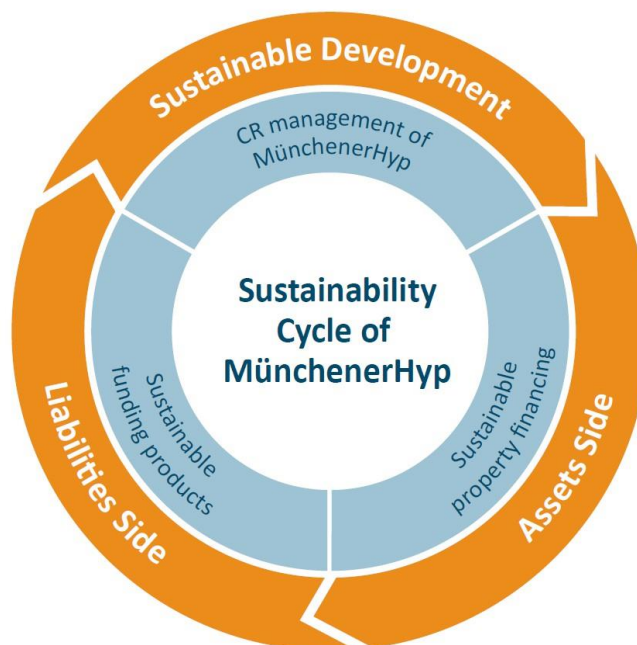 Sustainable Development
CR management of
MünchenerHyp
Sustainability
Cycle of
MünchenerHyp
Sustainable
property financing
Assets Side
Sustainable
funding products
Liabilities Side